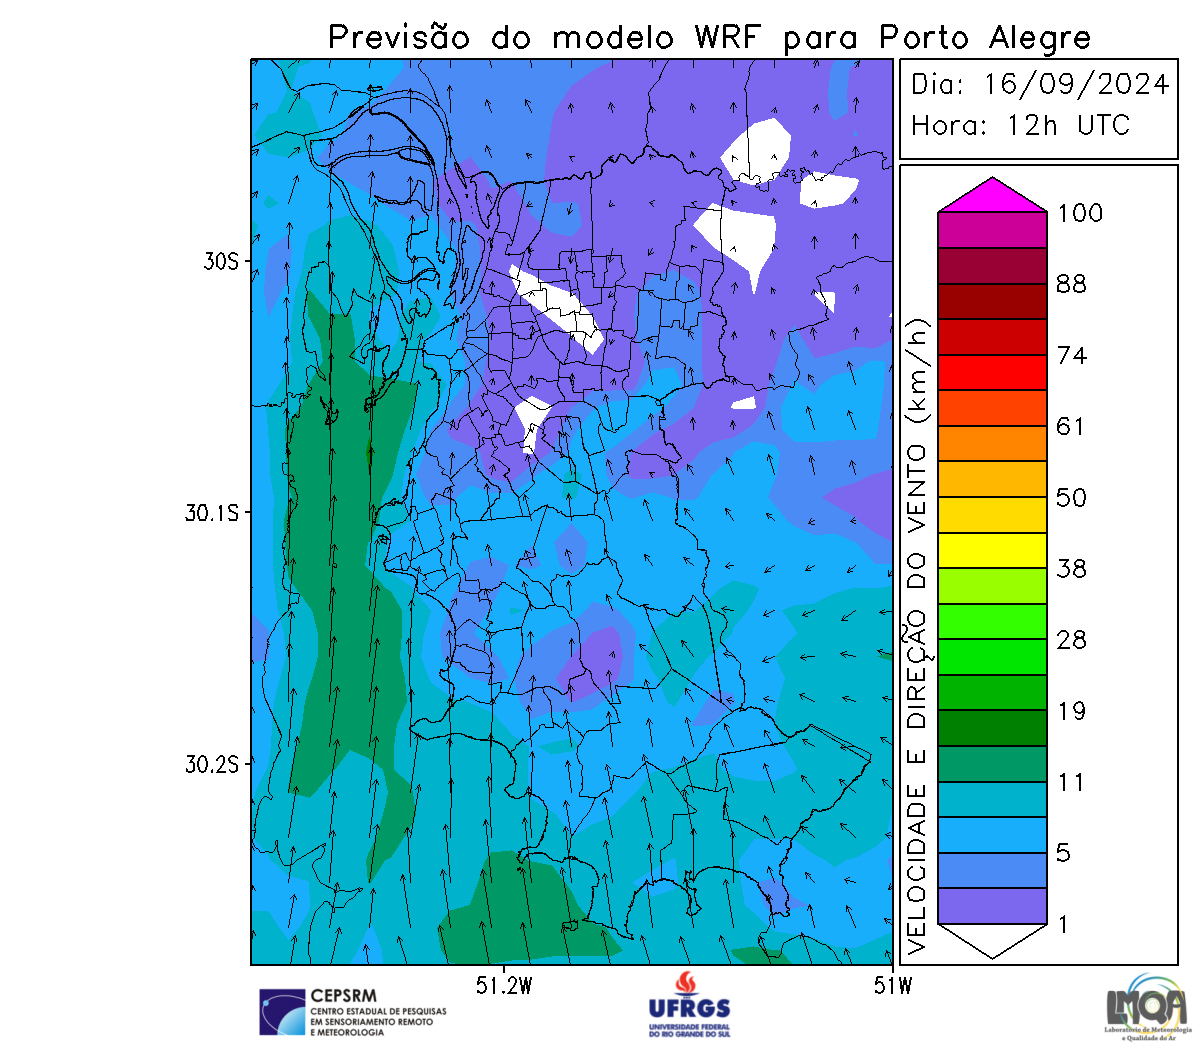 Previsão do modelo WRF para Porto Alegre
Dia: 16/09/2024
Hora: 12h UTC
30S
30.1S
30.2S
51.2W
51W
VELOCIDADE E DIREÇÃO DO VENTO (km/h)
100
88
74
61
50
38
28
19
11
5
1
CEPSRM
CENTRO ESTADUAL DE PESQUISAS
EM SENSORIAMENTO REMOTO
E METEOROLOGIA
UFRGS
UNIVERSIDADE FEDERAL
DO RIO GRANDE DO SUL
LMQA
Laboratório de Meteorologia
e Qualidade do Ar